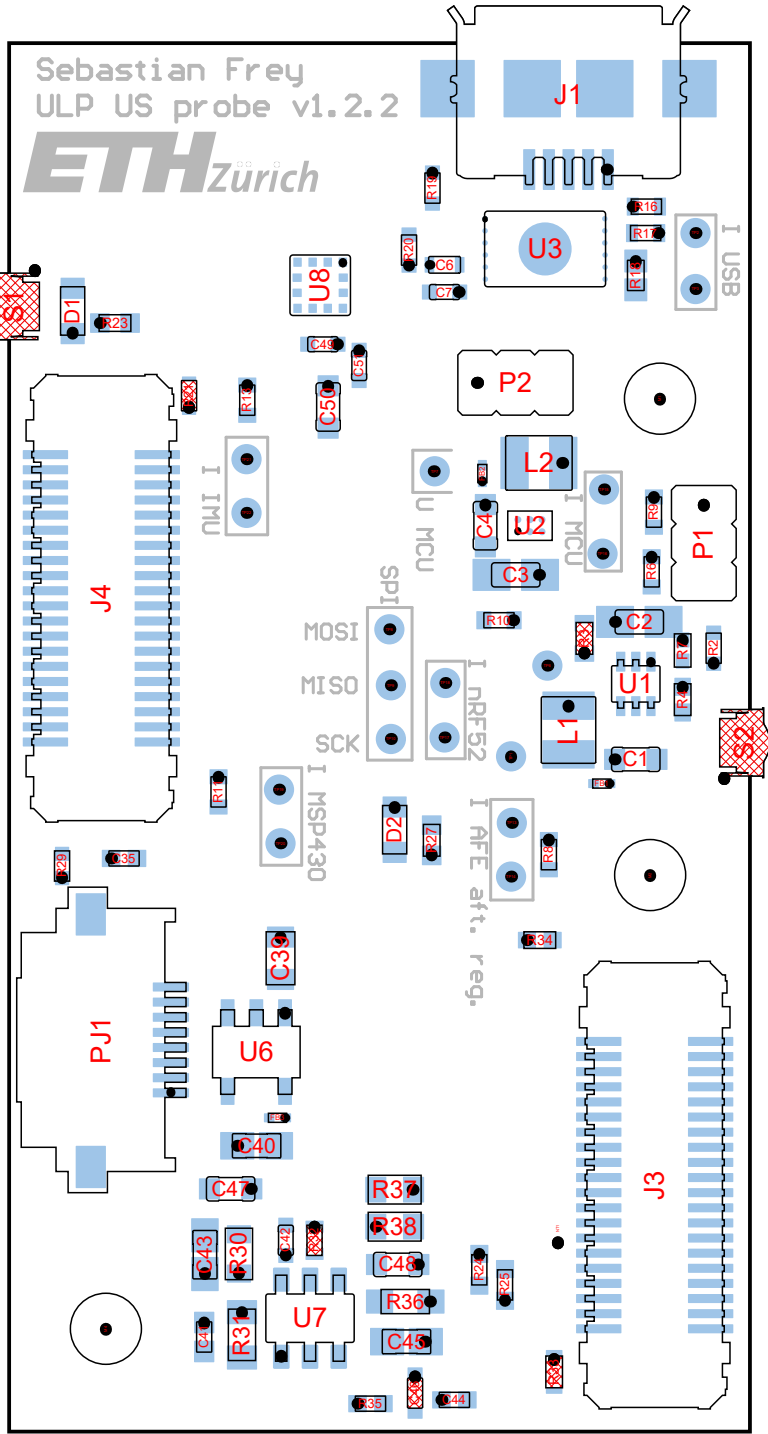 Sebastian Frey
ULP US probe v1.2.2
ETH Zürich
J1
R19
R16
R17
I USB
U3
R20
C6
C7
U8
S1
D1
R23
C49
C51
P2
R13
C50
L2
I IMU
U MCU
C4
U2
I MCU
R9
P1
C3
R6
J4
SPI
MOSI
R10
C2
R7
R2
MISO
I nRF52
U1
R4
SCK
L1
S2
C1
R11
I MSP430
D2
R27
I AFE aft. reg.
R8
R29
C35
C39
R34
PJ1
U6
C40
C47
R37
J3
R38
C43
R30
C42
C48
R24
R25
R36
U7
R31
C45
R35
C44